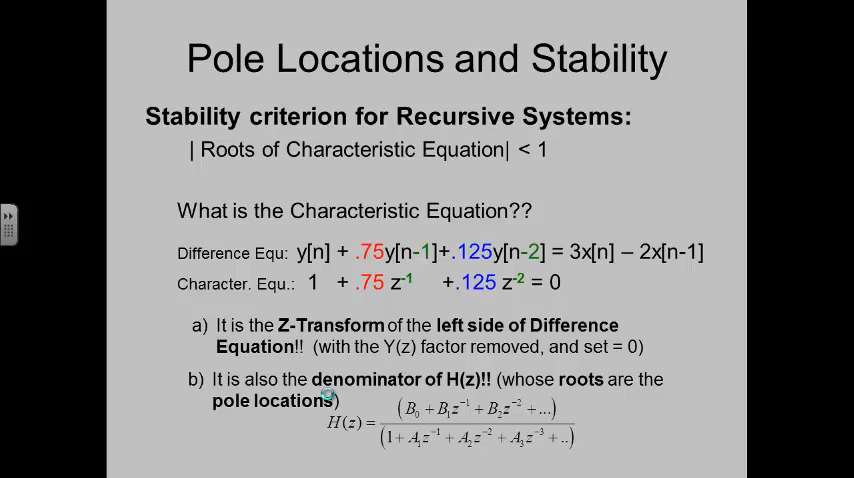 Pole Locations and Stability
Stability criterion for Recursive Systems:
| Roots of Characteristic Equation| < 1
What is the Characteristic Equation??
Difference Equ: y[n] + .75y[n-1]+.125y[n-2] = 3x[n] – 2x[n-1]
Character. Equ.: 1 + .75 z⁻¹ +.125 z⁻² = 0
a) It is the Z-Transform of the left side of Difference
Equation!! (with the Y(z) factor removed, and set = 0)
b) It is also the denominator of H(z)!! (whose roots are the
pole locations)
H(z) = (B₀ + B₁z⁻¹ + B₂z⁻² + ...) / (1 + A₁z⁻¹ + A₂z⁻² + A₃z⁻³ + ..)